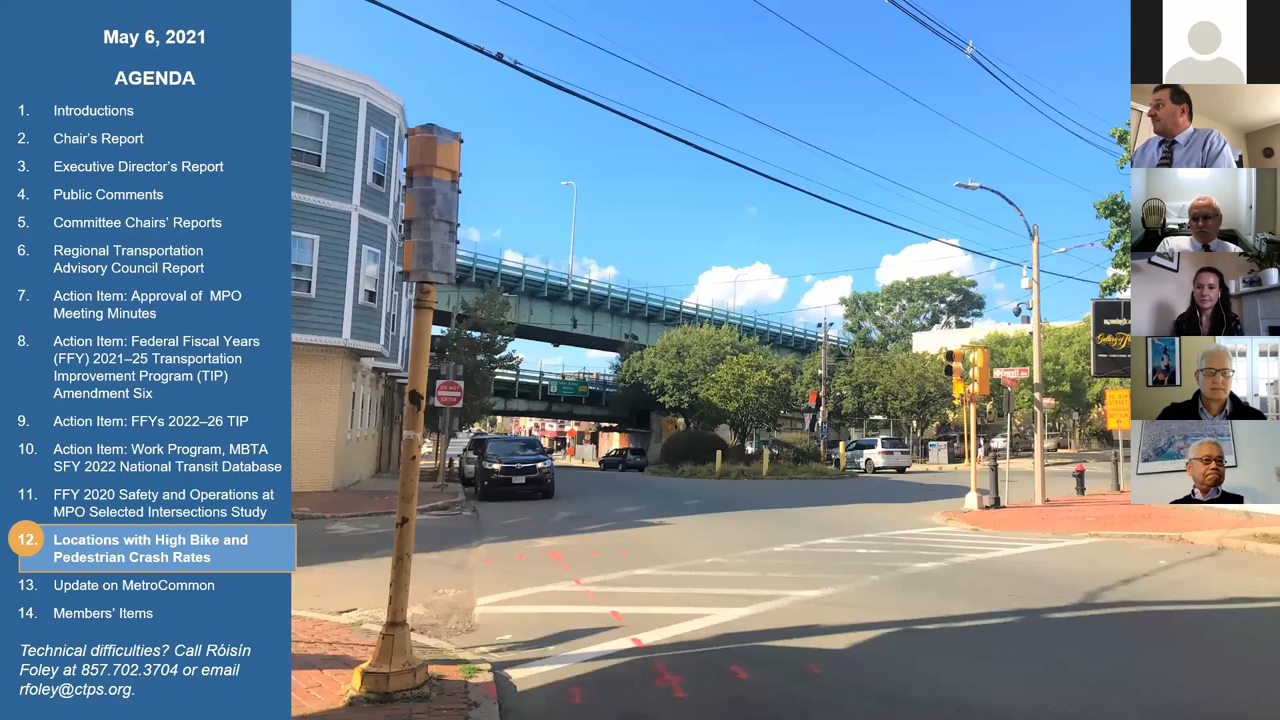 May 6, 2021
AGENDA
1. Introductions
2. Chair's Report
3. Executive Director's Report
4. Public Comments
5. Committee Chairs' Reports
6. Regional Transportation
Advisory Council Report
7. Action Item: Approval of MPO
Meeting Minutes
8. Action Item: Federal Fiscal Years
(FFY) 2021–25 Transportation
Improvement Program (TIP)
Amendment Six
9. Action Item: FFYs 2022–26 TIP
10. Action Item: Work Program, MBTA
SFY 2022 National Transit Database
11. FFY 2020 Safety and Operations at
MPO Selected Intersections Study
12. Locations with High Bike and
Pedestrian Crash Rates
13. Update on MetroCommon
14. Members' Items
Technical difficulties? Call Róisín
Foley at 857.702.3704 or email
rfoley@ctps.org.
DO NOT
ENTER